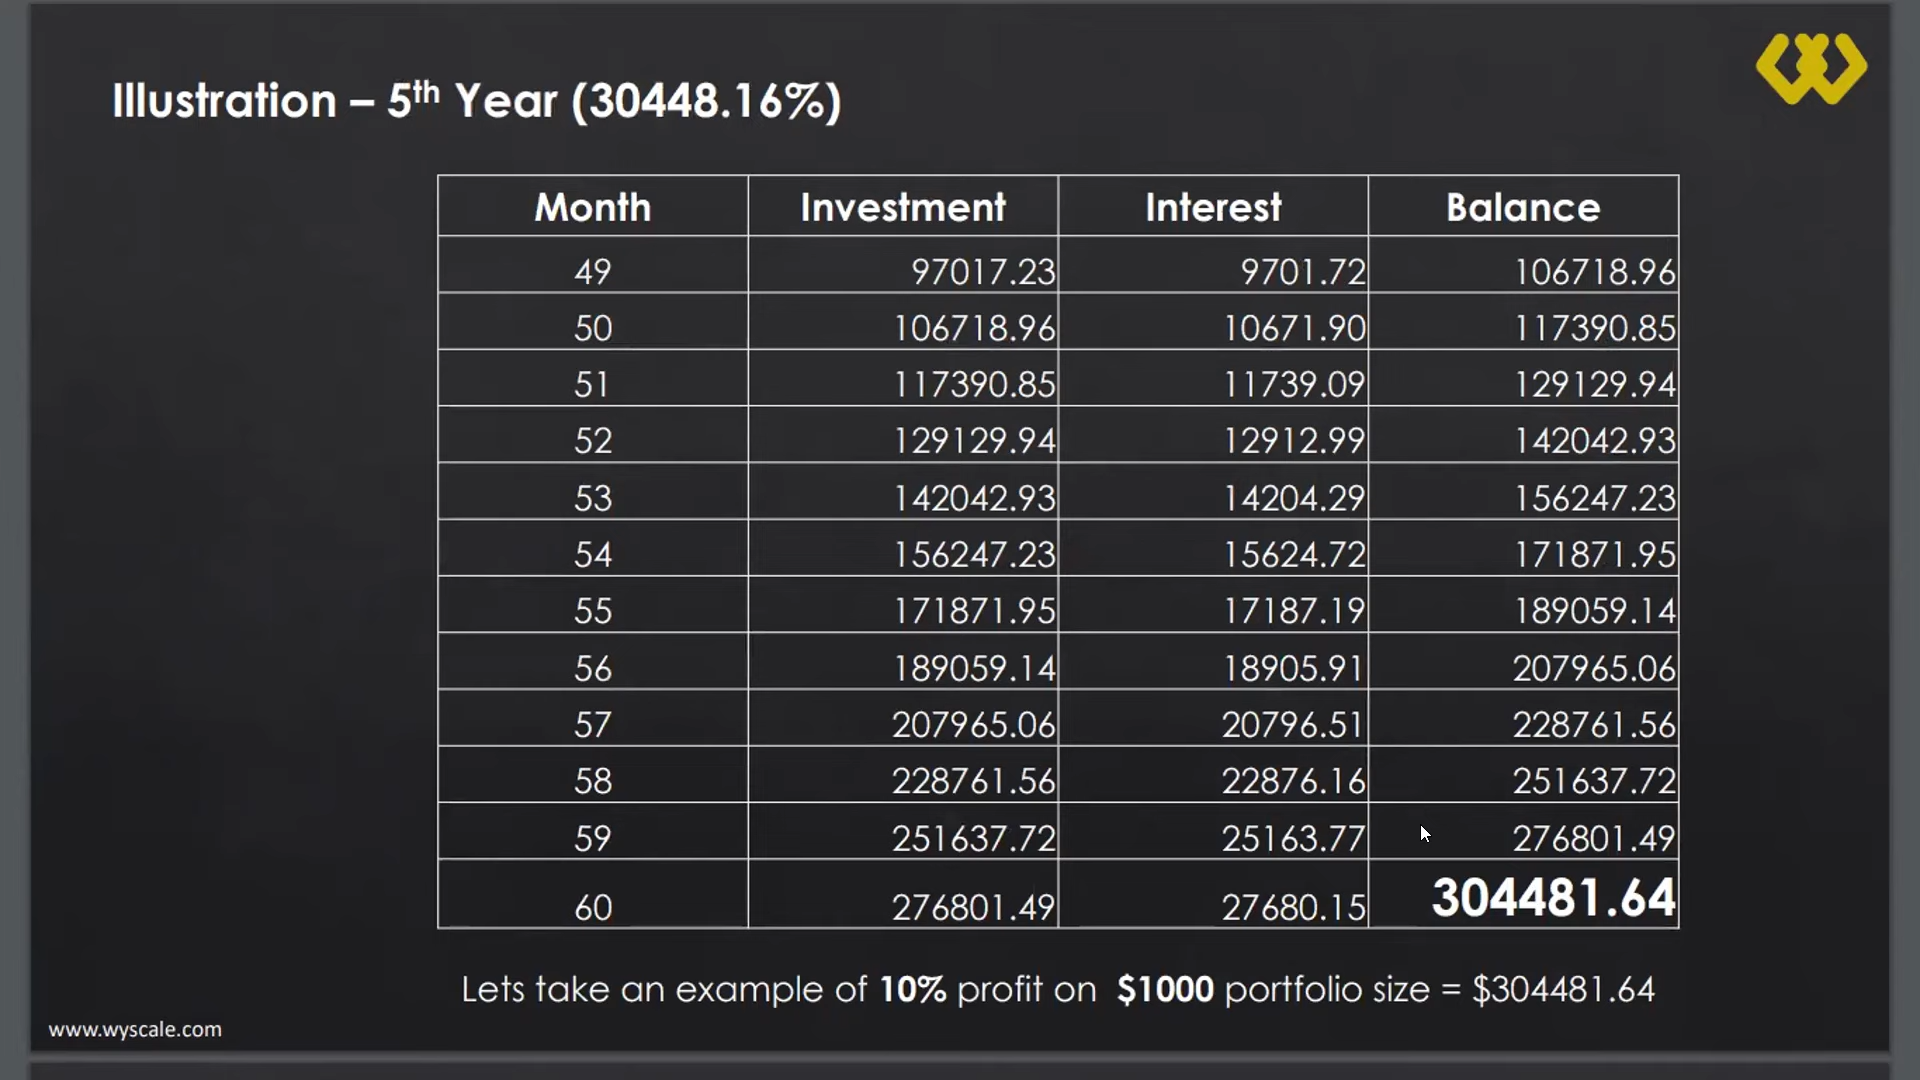 Illustration – 5th Year (30448.16%)
Month Investment Interest Balance
49 97017.23 9701.72 106718.96
50 106718.96 10671.90 117390.85
51 117390.85 11739.09 129129.94
52 129129.94 12912.99 142042.93
53 142042.93 14204.29 156247.23
54 156247.23 15624.72 171871.95
55 171871.95 17187.19 189059.14
56 189059.14 18905.91 207965.06
57 207965.06 20796.51 228761.56
58 228761.56 22876.16 251637.72
59 251637.72 25163.77 276801.49
60 276801.49 27680.15 304481.64
Lets take an example of 10% profit on $1000 portfolio size = $304481.64
www.wyscale.com